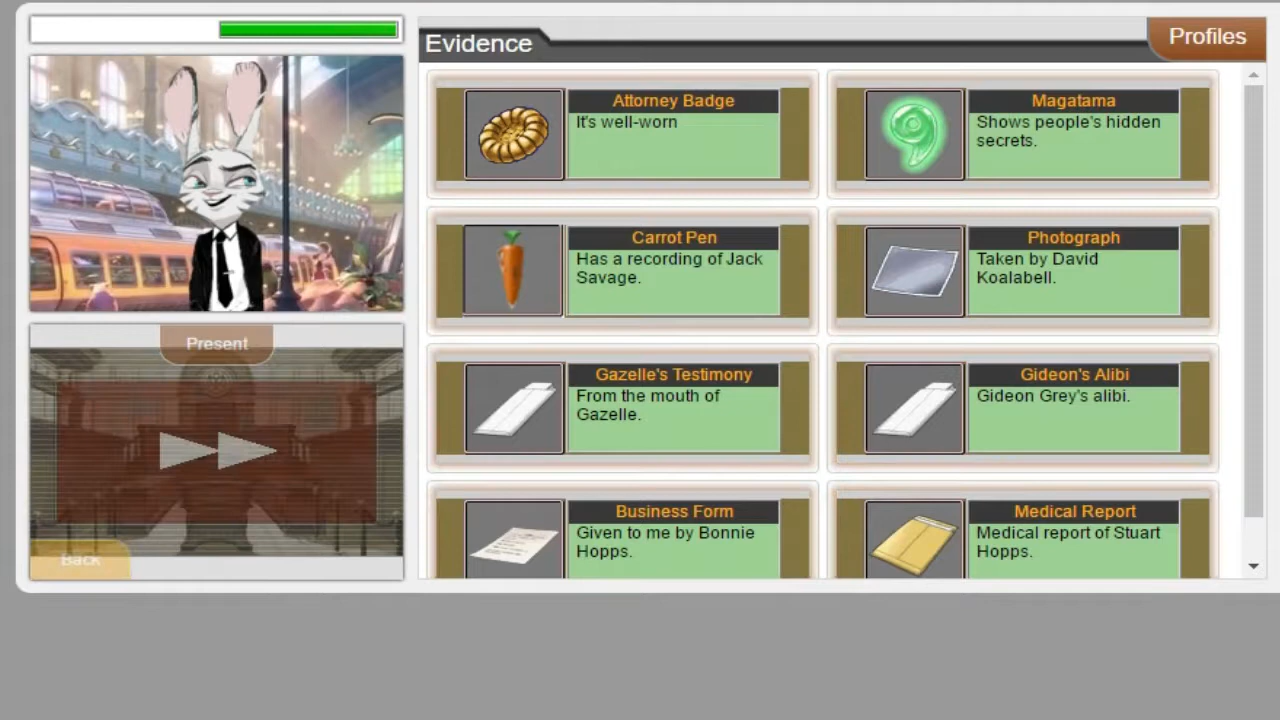 Evidence
Profiles
Attorney Badge
It's well-worn
Magatama
Shows people's hidden
secrets.
Carrot Pen
Has a recording of Jack
Savage.
Photograph
Taken by David
Koalabell.
Present
Gazelle's Testimony
From the mouth of
Gazelle.
Gideon's Alibi
Gideon Grey's alibi.
Business Form
Given to me by Bonnie
Hopps.
Medical Report
Medical report of Stuart
Hopps.
Back